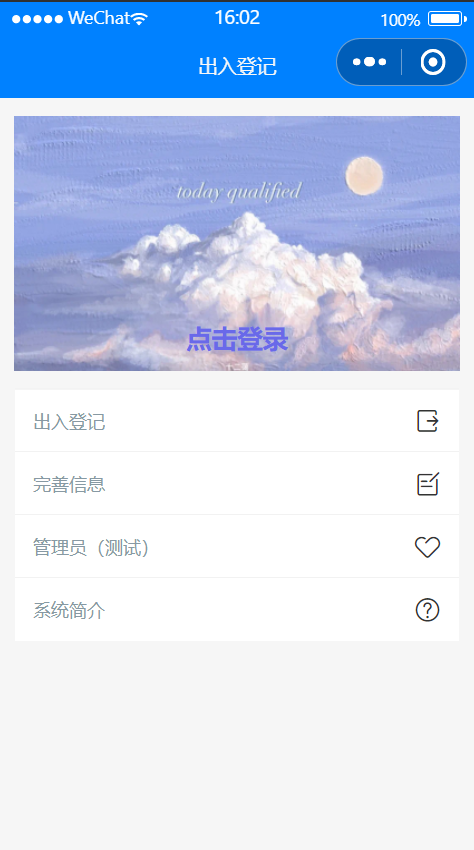 WeChat 16:02 100%
出入登记
today qualified
点击登录
出入登记
完善信息
管理员（测试）
系统简介